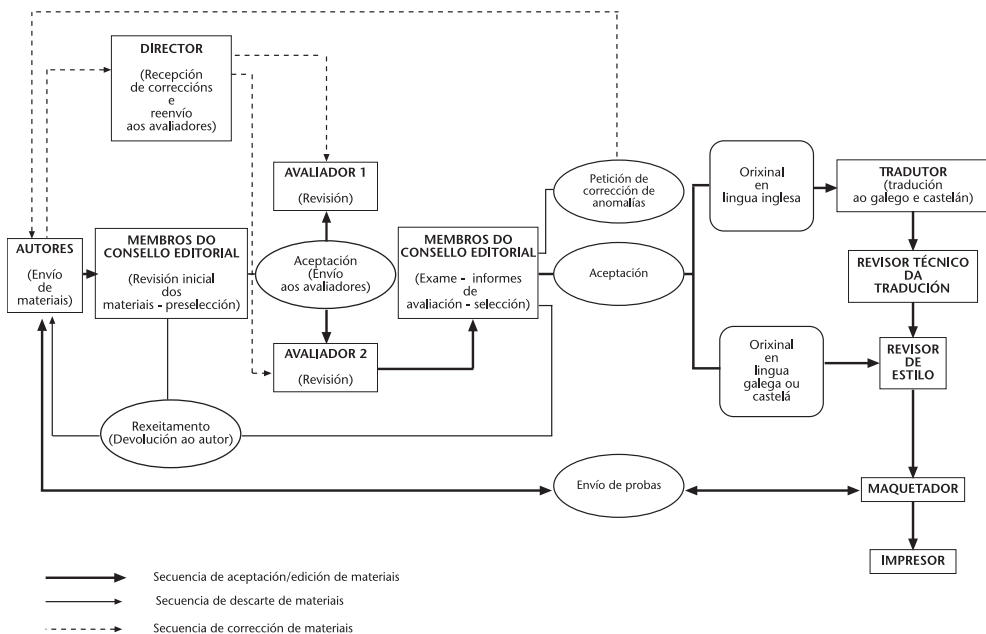 DIRECTOR
(Recepción
de correccións
e
reenvío
aos avaliadores)
AVALIADOR 1
(Revisión)
Petición de
corrección de
anomalías
Orixinal
en
lingua inglesa
TRADUTOR
(tradución
ao galego e castelán)
AUTORES
(Envío
de
materiais)
MEMBROS DO
CONSELLO EDITORIAL
(Revisión inicial
dos
materiais - preselección)
Aceptación
(Envío
aos avaliadores)
MEMBROS DO
CONSELLO EDITORIAL
(Exame - informes
de
avaliación - selección)
Aceptación
REVISOR TÉCNICO
DA
TRADUCIÓN
AVALIADOR 2
(Revisión)
Orixinal
en
lingua
galega ou
castelá
REVISOR
DE
ESTILO
Rexeitamento
(Devolución ao autor)
Envío de probas
MAQUETADOR
IMPRESOR
Secuencia de aceptación/edición de materiais
Secuencia de descarte de materiais
Secuencia de corrección de materiais